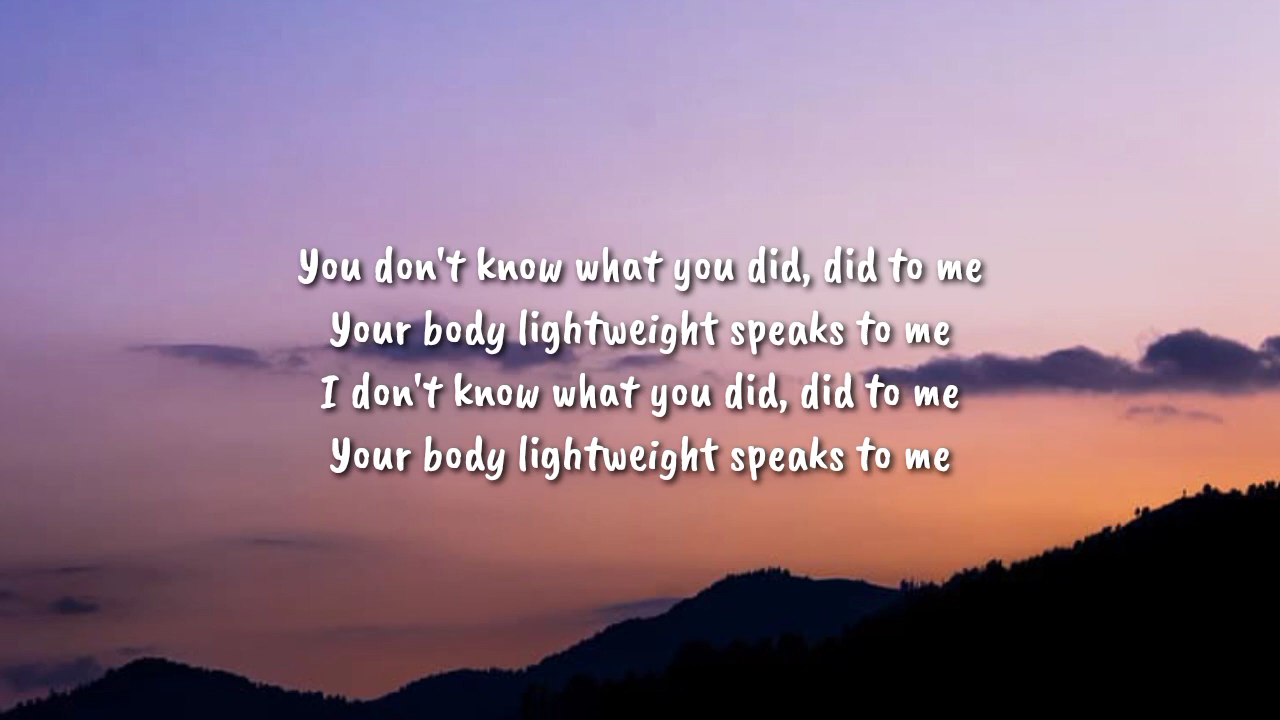 You don't know what you did, did to me
Your body lightweight speaks to me
I don't know what you did, did to me
Your body lightweight speaks to me